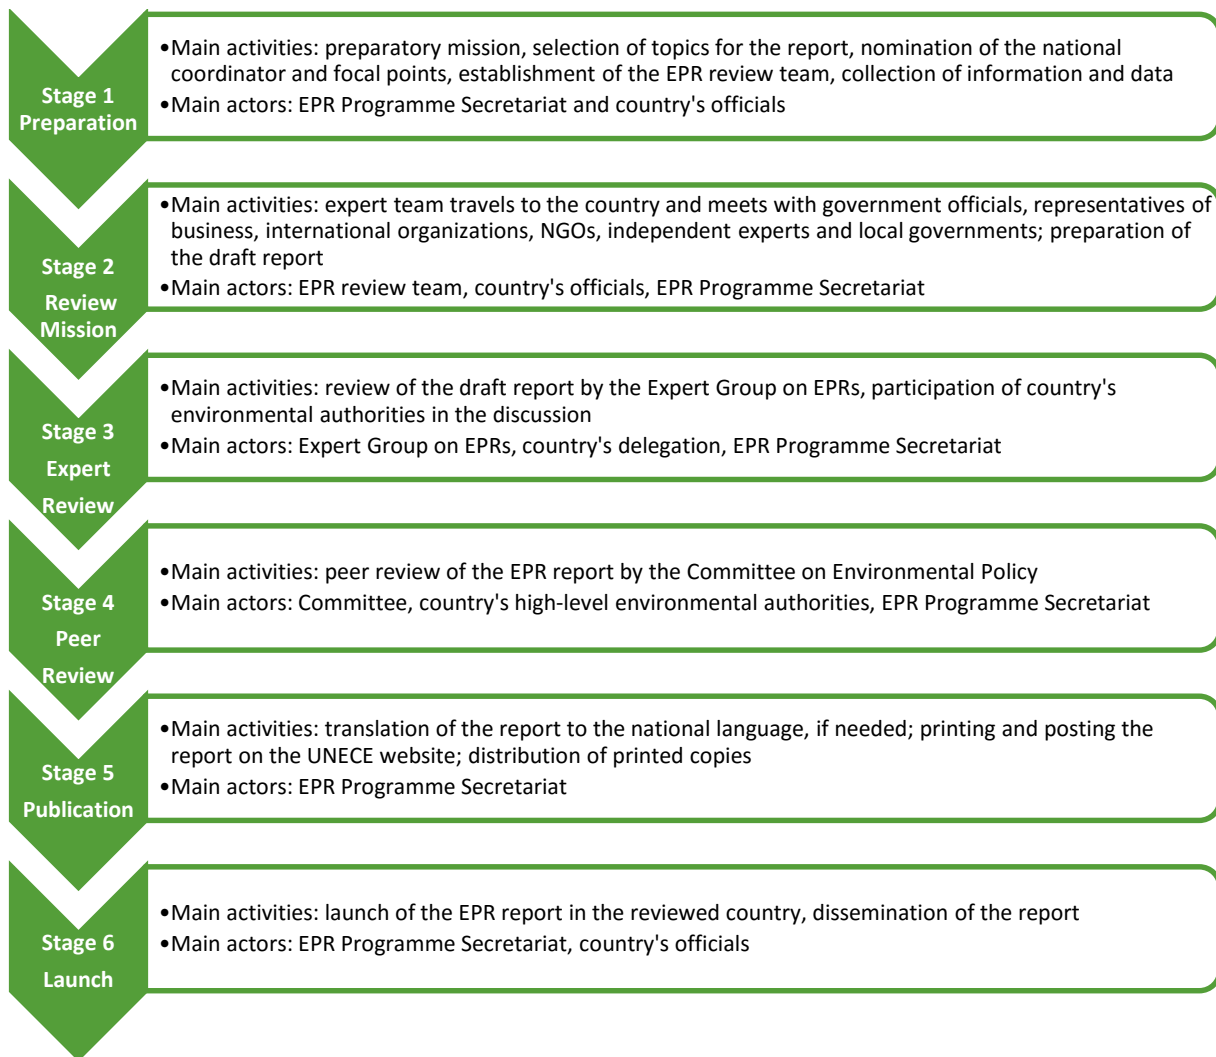 Stage 1
Preparation
•Main activities: preparatory mission, selection of topics for the report, nomination of the national
coordinator and focal points, establishment of the EPR review team, collection of information and data
•Main actors: EPR Programme Secretariat and country's officials
Stage 2
Review
Mission
•Main activities: expert team travels to the country and meets with government officials, representatives of
business, international organizations, NGOs, independent experts and local governments; preparation of
the draft report
•Main actors: EPR review team, country's officials, EPR Programme Secretariat
Stage 3
Expert
Review
•Main activities: review of the draft report by the Expert Group on EPRs, participation of country's
environmental authorities in the discussion
•Main actors: Expert Group on EPRs, country's delegation, EPR Programme Secretariat
Stage 4
Peer
Review
•Main activities: peer review of the EPR report by the Committee on Environmental Policy
•Main actors: Committee, country's high-level environmental authorities, EPR Programme Secretariat
Stage 5
Publication
•Main activities: translation of the report to the national language, if needed; printing and posting the
report on the UNECE website; distribution of printed copies
•Main actors: EPR Programme Secretariat
Stage 6
Launch
•Main activities: launch of the EPR report in the reviewed country, dissemination of the report
•Main actors: EPR Programme Secretariat, country's officials